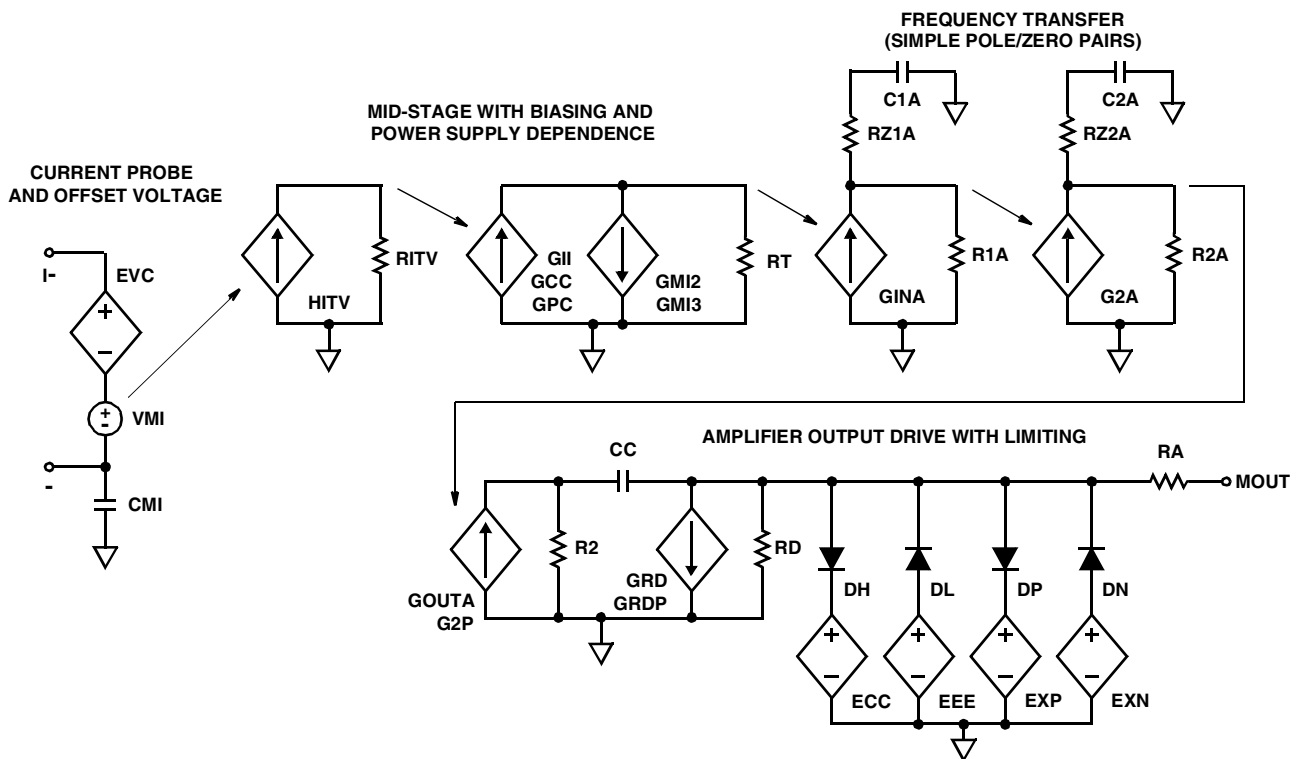 FREQUENCY TRANSFER
(SIMPLE POLE/ZERO PAIRS)
C1A
C2A
MID-STAGE WITH BIASING AND
POWER SUPPLY DEPENDENCE
RZ1A
RZ2A
CURRENT PROBE
AND OFFSET VOLTAGE
I-
EVC
+
–
+
-
VMI
-
CMI
HITV
RITV
GII
GCC
GPC
GMI2
GMI3
RT
GINA
R1A
G2A
R2A
AMPLIFIER OUTPUT DRIVE WITH LIMITING
CC
RA
MOUT
GOUTA
G2P
R2
GRD
GRDP
RD
DH
DL
DP
DN
+
–
+
–
+
–
+
–
ECC
EEE
EXP
EXN